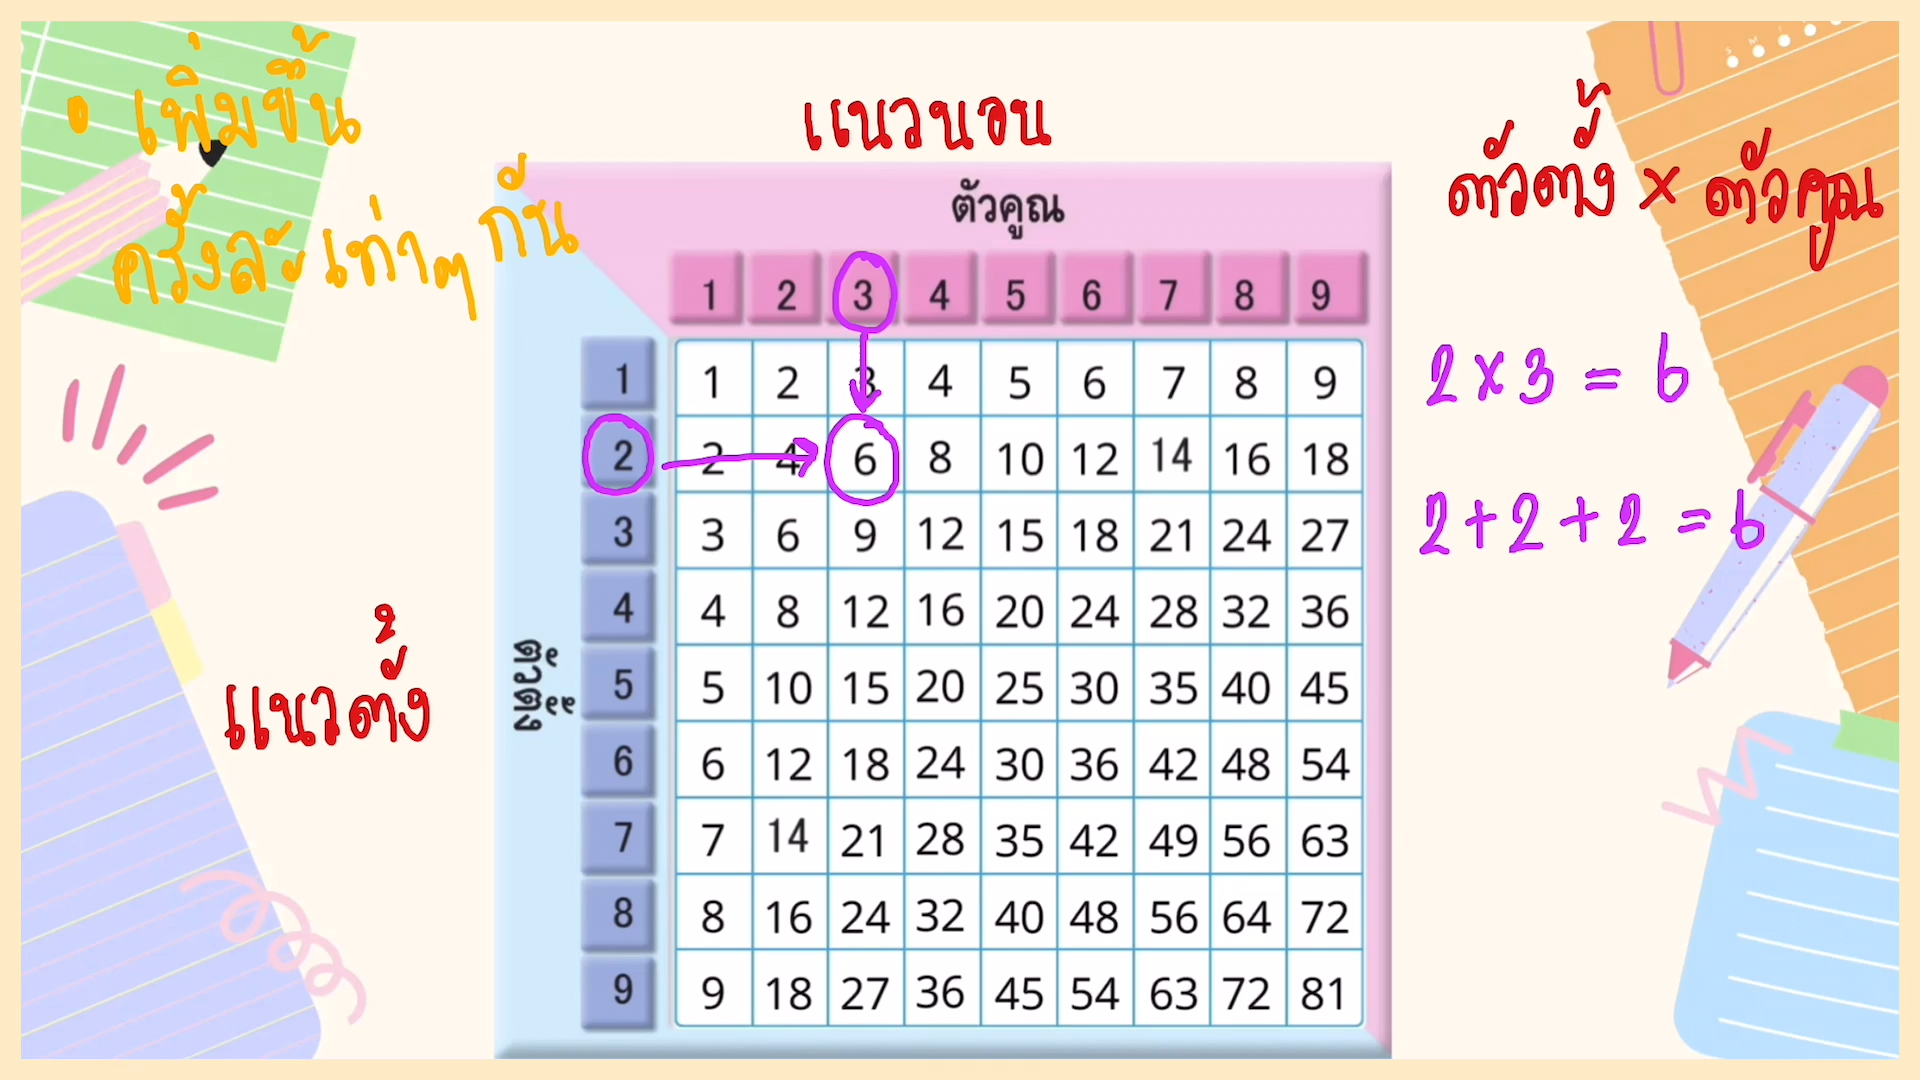 • เพิ่มขึ้น
ครั้งละเท่าๆกัน
แนวนอน
ตัวตั้ง × ตัวคูณ
ตัวคูณ
1 2 3 4 5 6 7 8 9
2 × 3 = 6
2 + 2 + 2 = 6
แนวตั้ง
ตัวตั้ง
1 1 2 3 4 5 6 7 8 9
2 2 4 6 8 10 12 14 16 18
3 3 6 9 12 15 18 21 24 27
4 4 8 12 16 20 24 28 32 36
5 5 10 15 20 25 30 35 40 45
6 6 12 18 24 30 36 42 48 54
7 7 14 21 28 35 42 49 56 63
8 8 16 24 32 40 48 56 64 72
9 9 18 27 36 45 54 63 72 81